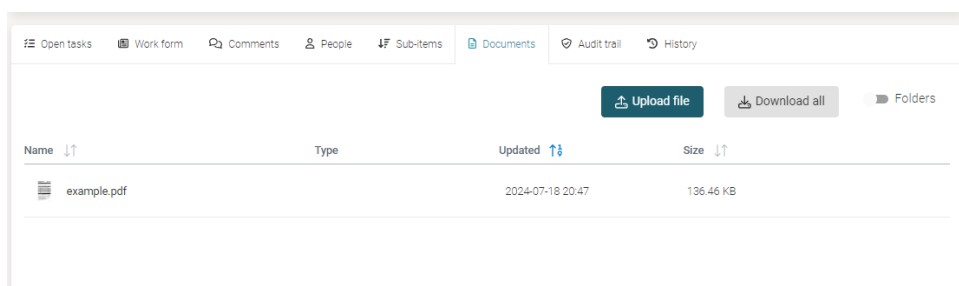 Open tasks Work form Comments People Sub-items Documents Audit trail History
Upload file Download all Folders
Name Type Updated Size
example.pdf 2024-07-18 20:47 136.46 KB